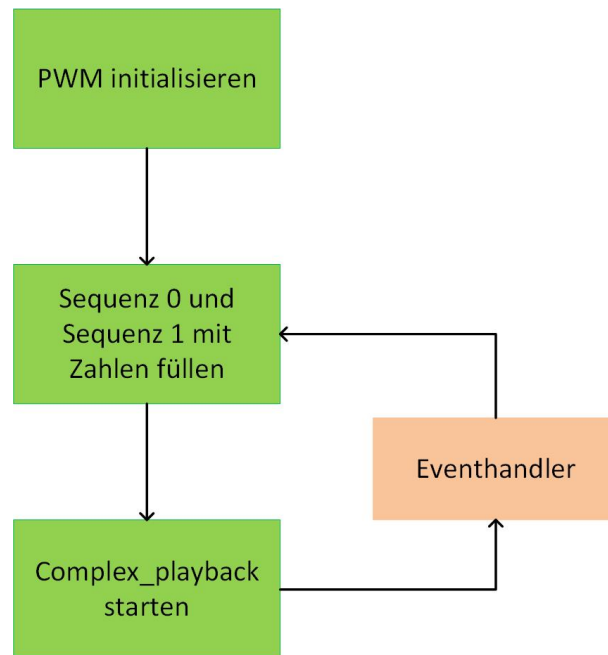 PWM initialisieren
Sequenz 0 und
Sequenz 1 mit
Zahlen füllen
Eventhandler
Complex_playback
starten